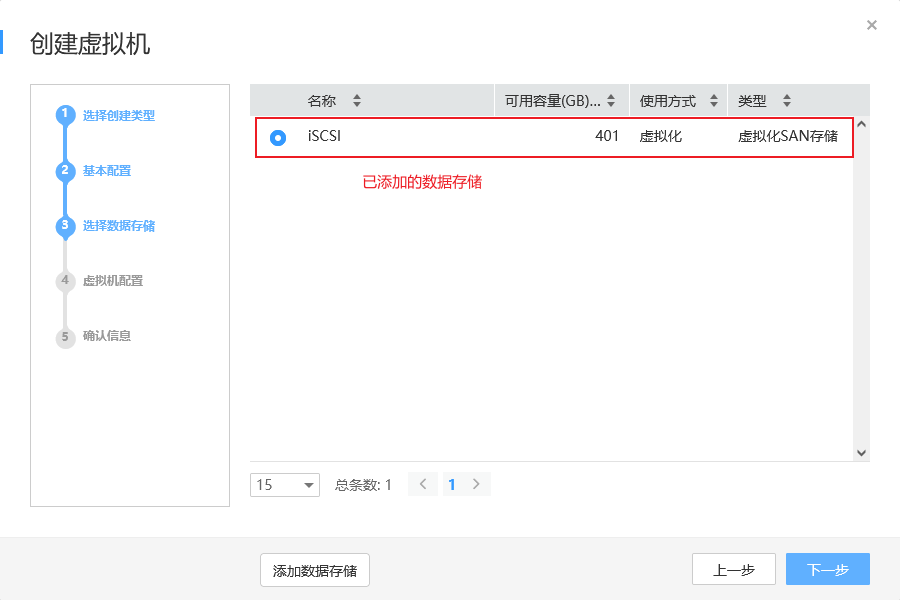 创建虚拟机
×
1 选择创建类型
2 基本配置
3 选择数据存储
4 虚拟机配置
5 确认信息
名称 可用容量(GB)... 使用方式 类型
iSCSI 401 虚拟化 虚拟化SAN存储
已添加的数据存储
15 总条数: 1 < 1 >
添加数据存储 上一步 下一步